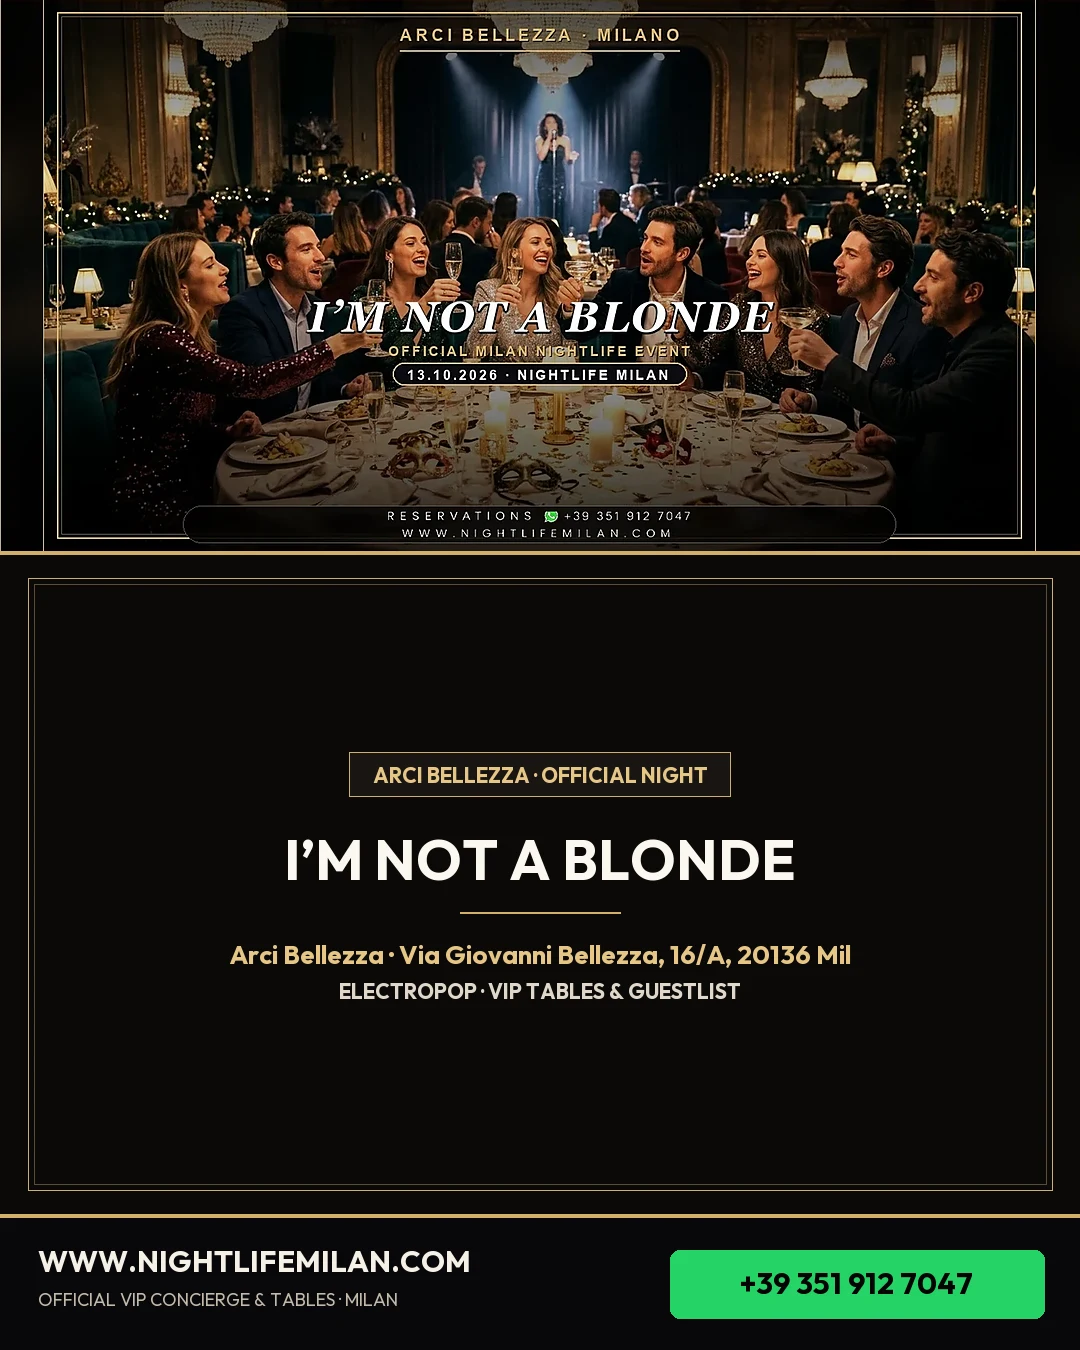 ARCI BELLEZZA · MILANO
I’M NOT A BLONDE
OFFICIAL MILAN NIGHTLIFE EVENT
13.10.2026 · NIGHTLIFE MILAN
RESERVATIONS +39 351 912 7047
WWW.NIGHTLIFEMILAN.COM
ARCI BELLEZZA · OFFICIAL NIGHT
I’M NOT A BLONDE
Arci Bellezza · Via Giovanni Bellezza, 16/A, 20136 Mil
ELECTROPOP · VIP TABLES & GUESTLIST
WWW.NIGHTLIFEMILAN.COM
OFFICIAL VIP CONCIERGE & TABLES · MILAN
+39 351 912 7047